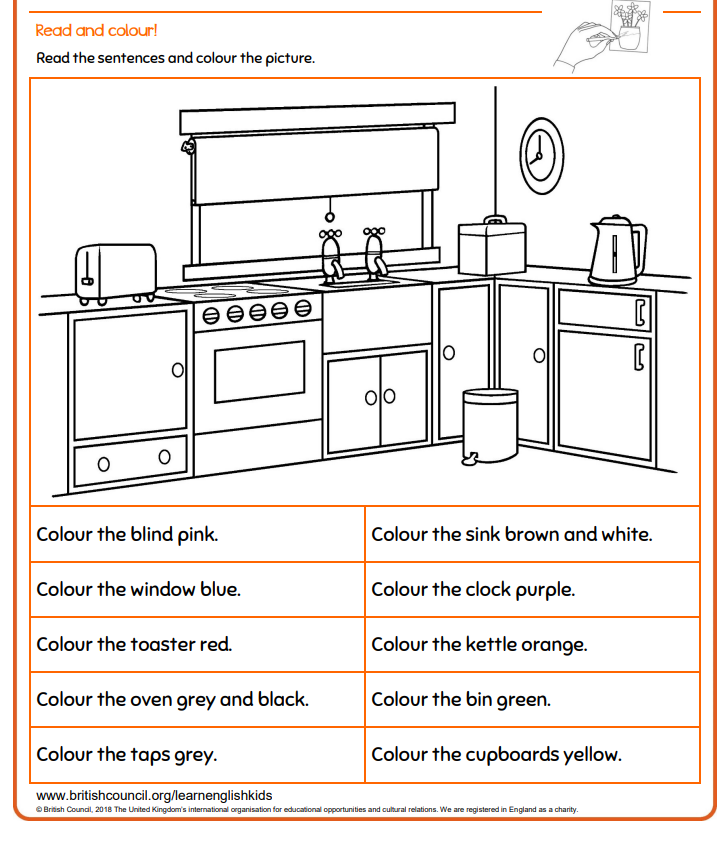 Read and colour!
Read the sentences and colour the picture.
Colour the blind pink.
Colour the sink brown and white.
Colour the window blue.
Colour the clock purple.
Colour the toaster red.
Colour the kettle orange.
Colour the oven grey and black.
Colour the bin green.
Colour the taps grey.
Colour the cupboards yellow.
www.britishcouncil.org/learnenglishkids
© British Council, 2018 The United Kingdom's international organisation for educational opportunities and cultural relations. We are registered in England as a charity.